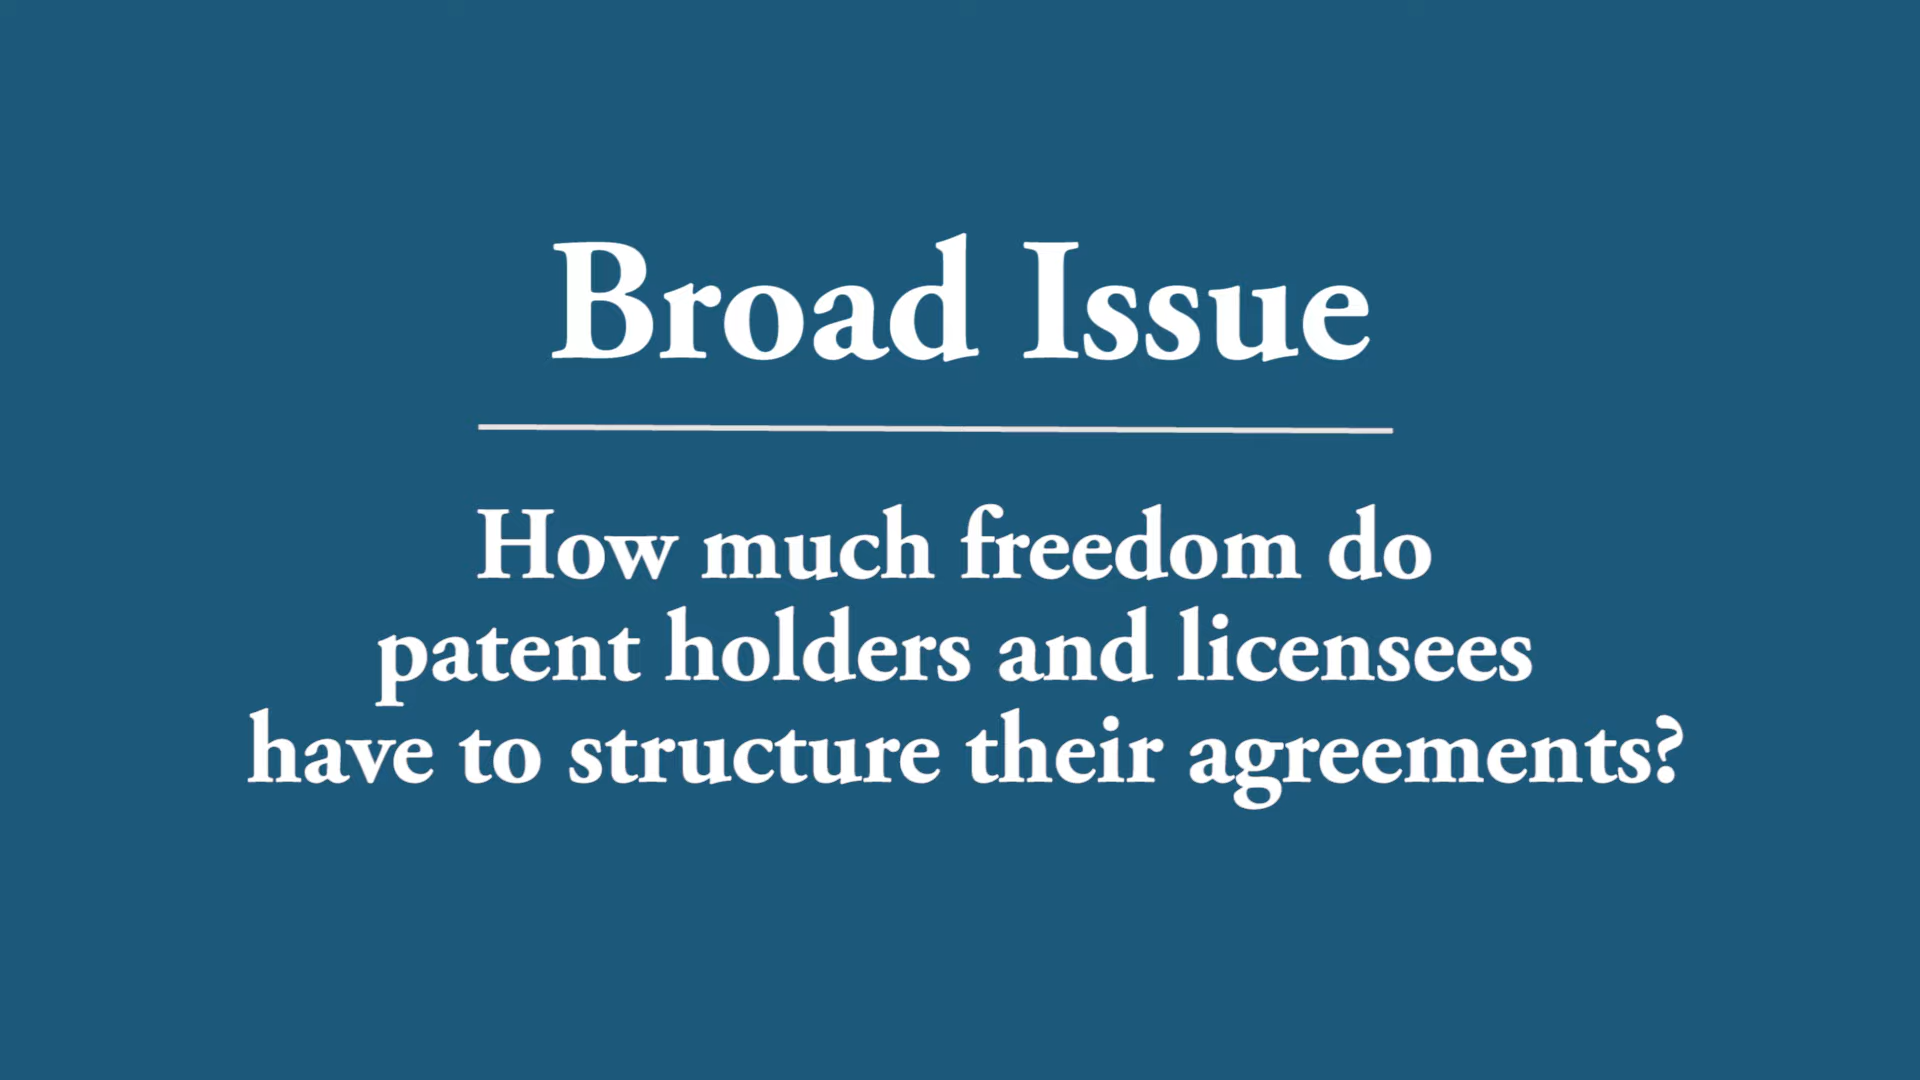 Broad Issue
How much freedom do
patent holders and licensees
have to structure their agreements?